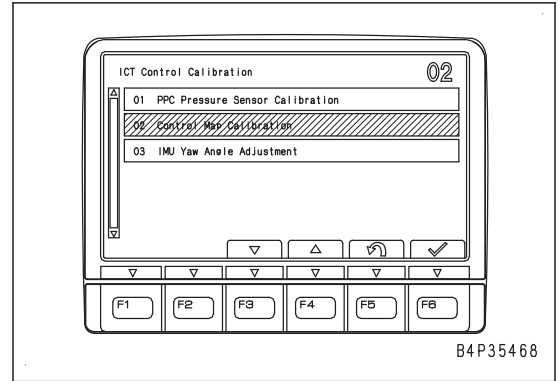 ICT Control Calibration 02
01 PPC Pressure Sensor Calibration
02 Control Map Calibration
03 IMU Yaw Angle Adjustment
F1 F2 F3 F4 F5 F6
B4P35468